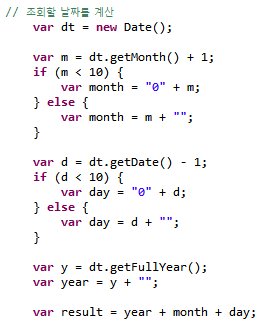 // 조회할 날짜를 계산
var dt = new Date();
var m = dt.getMonth() + 1;
if (m < 10) {
var month = "0" + m;
} else {
var month = m + "";
}
var d = dt.getDate() - 1;
if (d < 10) {
var day = "0" + d;
} else {
var day = d + "";
}
var y = dt.getFullYear();
var year = y + "";
var result = year + month + day;